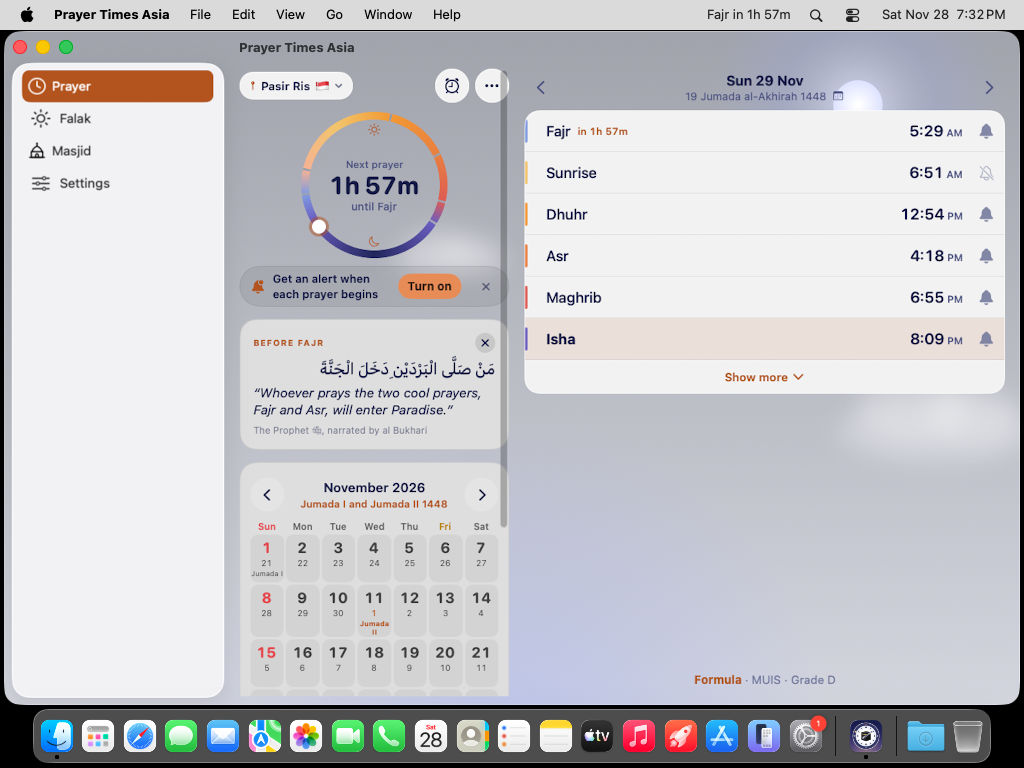 Prayer Times Asia File Edit View Go Window Help Fajr in 1h 57m Sat Nov 28 7:32 PM
Prayer Times Asia
Prayer
Falak
Masjid
Settings
Pasir Ris
Next prayer
1h 57m
until Fajr
Get an alert when
each prayer begins
Turn on
BEFORE FAJR
مَنْ صَلَّى الْبَرْدَيْنِ دَخَلَ الْجَنَّةَ
“Whoever prays the two cool prayers,
Fajr and Asr, will enter Paradise.”
The Prophet ﷺ, narrated by al Bukhari
November 2026
Jumada I and Jumada II 1448
Sun Mon Tue Wed Thu Fri Sat
1 2 3 4 5 6 7
21 22 23 24 25 26 27
Jumada I
8 9 10 11 12 13 14
28 29 30 1 2 3 4
Jumada
II
15 16 17 18 19 20 21
5 6 7 8 9 10 11
Sun 29 Nov
19 Jumada al-Akhirah 1448
Fajr in 1h 57m 5:29 AM
Sunrise 6:51 AM
Dhuhr 12:54 PM
Asr 4:18 PM
Maghrib 6:55 PM
Isha 8:09 PM
Show more
Formula · MUIS · Grade D
Sat
28
tv
1